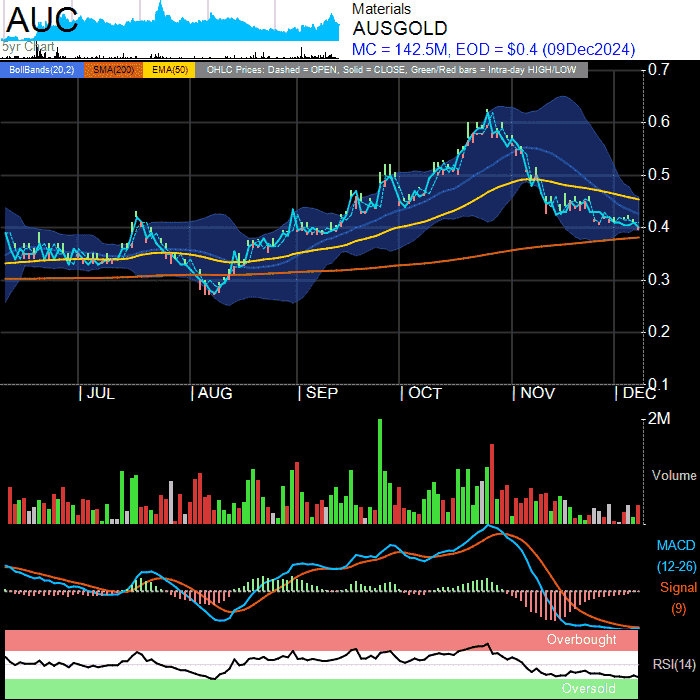 AUC
5yr Chart
Materials
AUSGOLD
MC = 142.5M, EOD = $0.4 (09Dec2024)
BollBands(20,2) SMA(200) EMA(50) OHLC Prices: Dashed = OPEN, Solid = CLOSE, Green/Red bars = Intra-day HIGH/LOW
0.7
0.6
0.5
0.4
0.3
0.2
0.1
| JUL | AUG | SEP | OCT | NOV | DEC
2M
Volume
MACD
(12-26)
Signal
(9)
Overbought
RSI(14)
Oversold